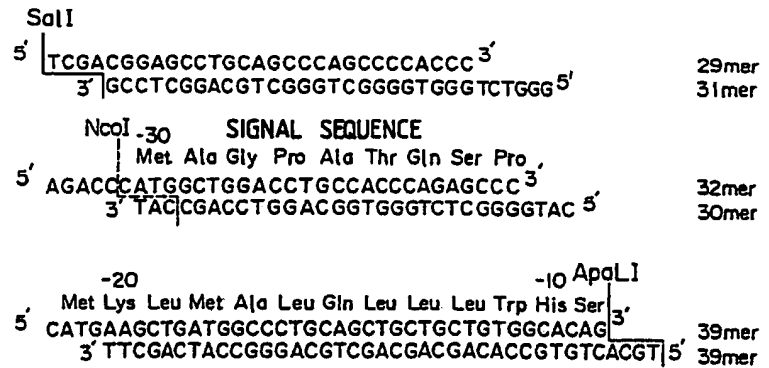 SalI
5' TCGACGGAGCCTGCAGCCCAGCCCCACCC 3' 29mer
3' GCCTCGGACGTCGGGTCGGGGTGGGTCTGGG 5' 31mer
NcoI -30 SIGNAL SEQUENCE
Met Ala Gly Pro Ala Thr Gln Ser Pro
5' AGACCCATGGCTGGACCTGCCACCCAGAGCCC 3' 32mer
3' TACCGACCTGGACGGTGGGTCTCGGGGTAC 5' 30mer
-20 -10 ApaLI
Met Lys Leu Met Ala Leu Gln Leu Leu Leu Trp His Ser
5' CATGAAGCTGATGGCCCTGCAGCTGCTGCTGTGGCACAG 3' 39mer
3' TTCGACTACCGGGACGTCGACGACGACACCGTGTCACGT 5' 39mer